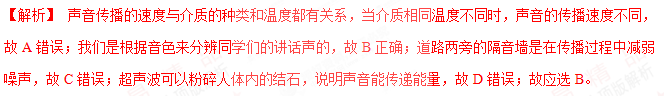 【解析】 声音传播的速度与介质的种类和温度都有关系，当介质相同温度不同时，声音的速度不同，
故 A 错误；我们是根据音色来分辨同学们的讲话声的，故 B 正确；道路两旁的隔音墙是在传播过程中减弱
噪声，故 C 错误；超声波可以粉碎人体内的结石，说明声音能传递能量，故 D 错误；故应选 B。